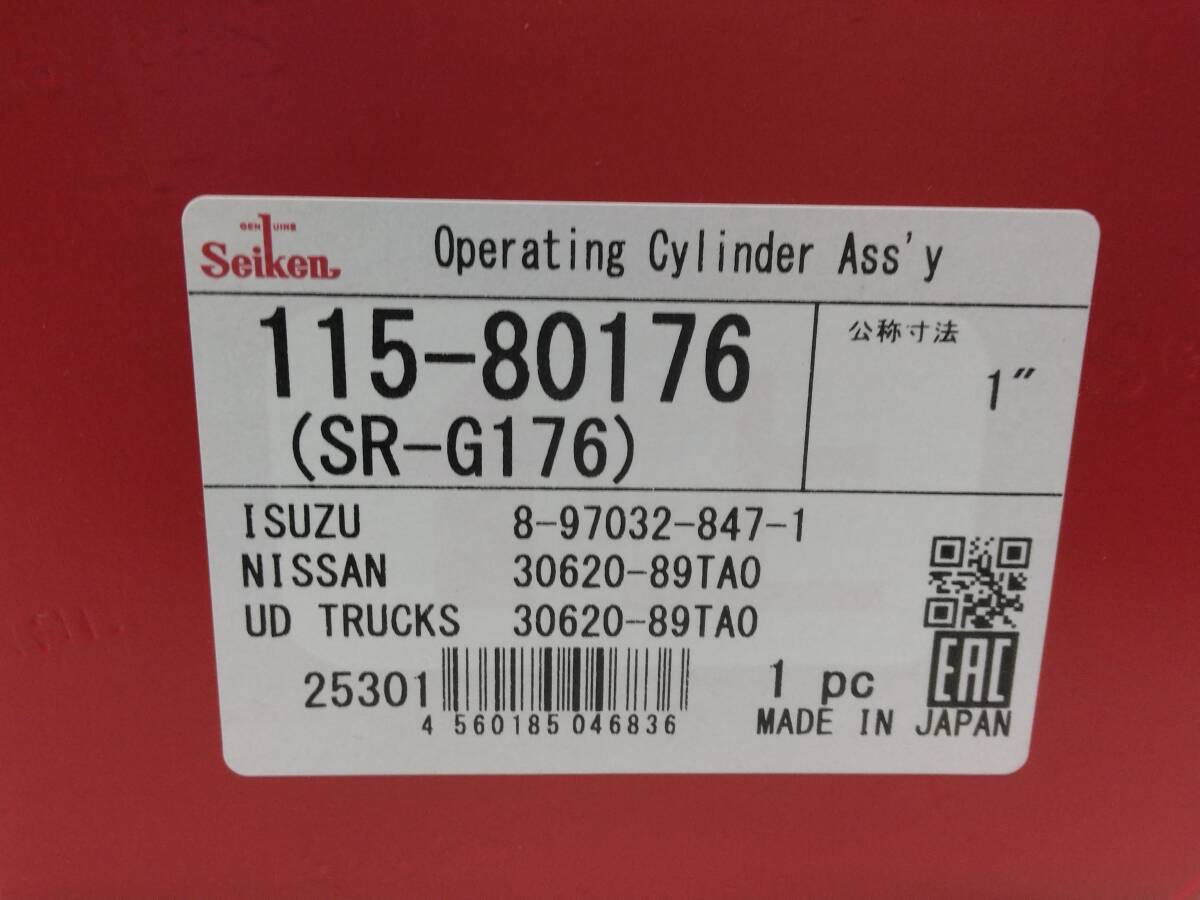 GENUINE
Seiken
Operating Cylinder Ass'y
115-80176
(SR-G176)
公称寸法
1"
ISUZU 8-97032-847-1
NISSAN 30620-89TA0
UD TRUCKS 30620-89TA0
25301
4 560185 046836
1 pc
EAC
MADE IN JAPAN